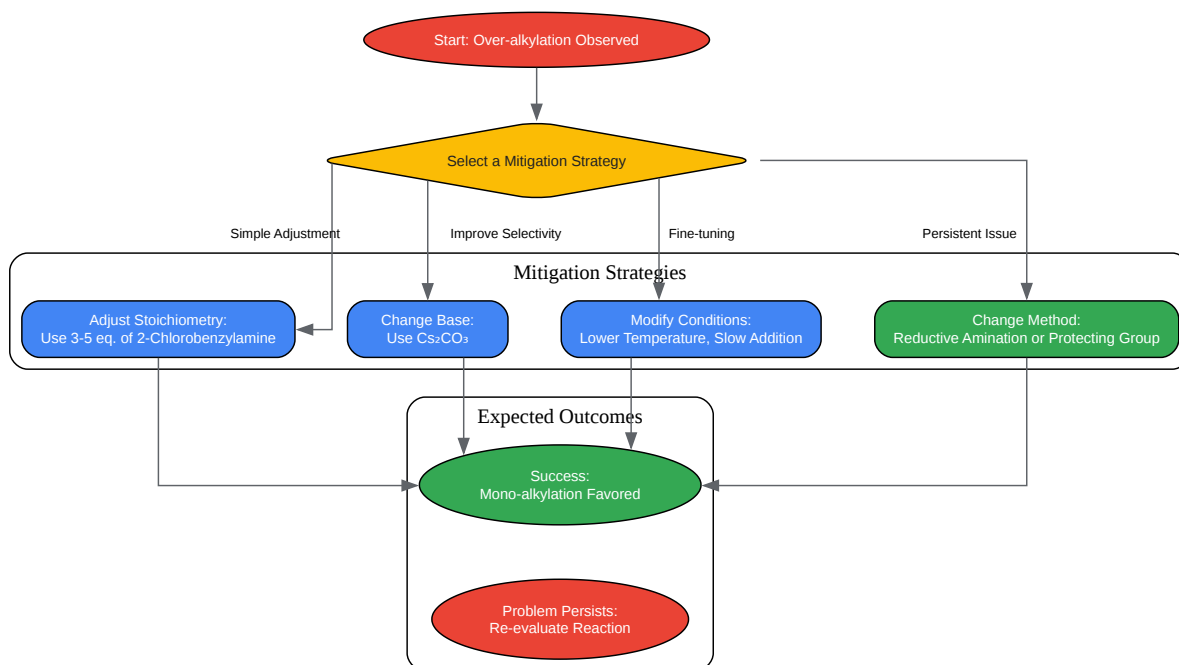 Start: Over-alkylation Observed
Select a Mitigation Strategy
Simple Adjustment
Improve Selectivity
Fine-tuning
Persistent Issue
Mitigation Strategies
Adjust Stoichiometry:
Use 3-5 eq. of 2-Chlorobenzylamine
Change Base:
Use Cs₂CO₃
Modify Conditions:
Lower Temperature, Slow Addition
Change Method:
Reductive Amination or Protecting Group
Expected Outcomes
Success:
Mono-alkylation Favored
Problem Persists:
Re-evaluate Reaction